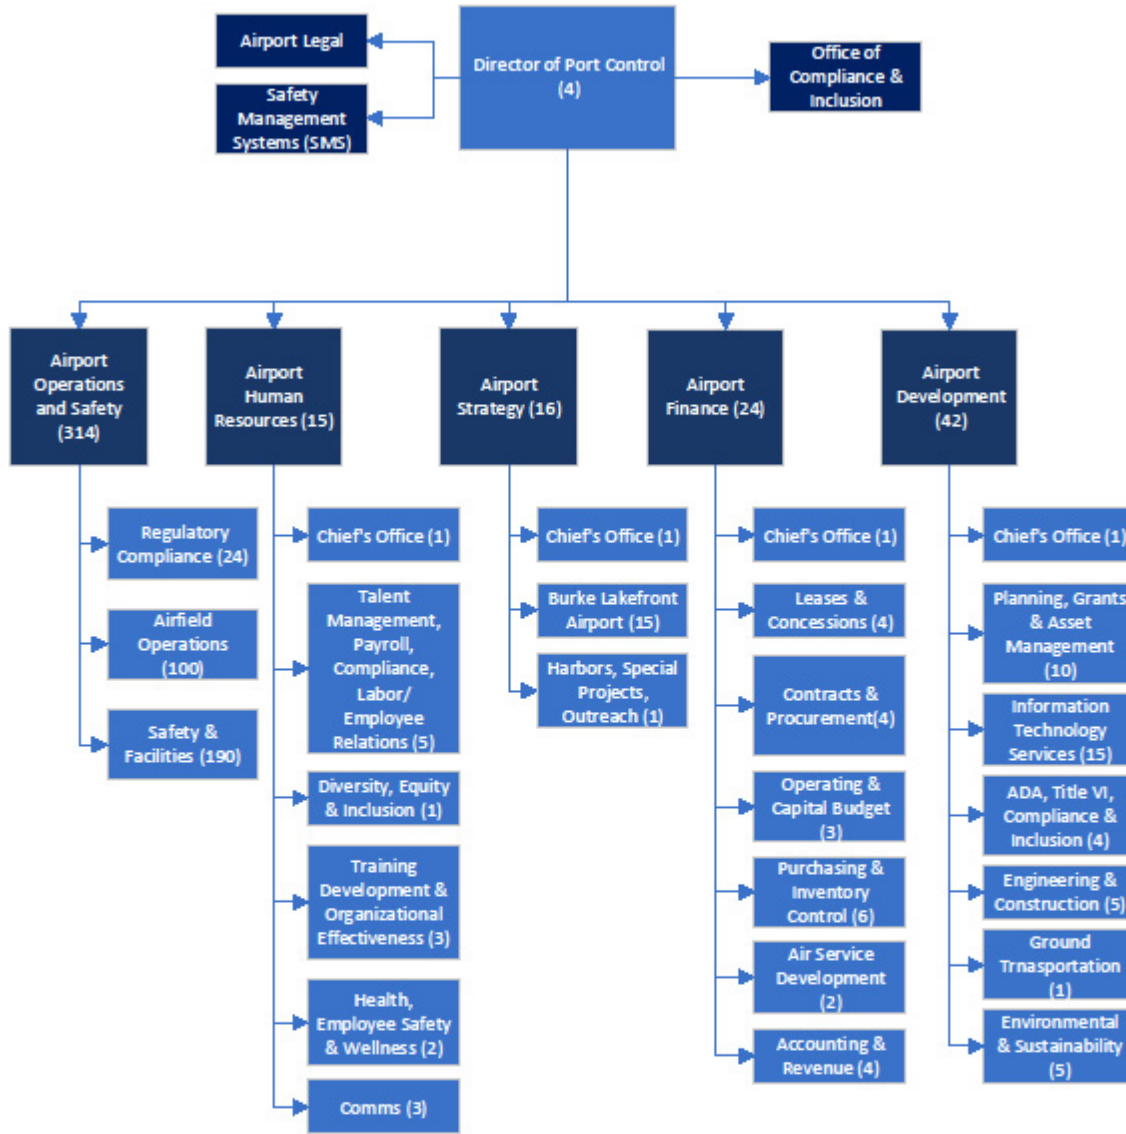 Airport Legal
Safety
Management
Systems (SMS)
Director of Port Control
(4)
Office of
Compliance &
Inclusion
Airport
Operations
and Safety
(314)
Airport
Human
Resources (15)
Airport
Strategy (16)
Airport
Finance (24)
Airport
Development
(42)
Regulatory
Compliance (24)
Airfield
Operations
(100)
Safety &
Facilities (190)
Chief's Office (1)
Talent
Management,
Payroll,
Compliance,
Labor/
Employee
Relations (5)
Diversity, Equity
& Inclusion (1)
Training
Development &
Organizational
Effectiveness (3)
Health,
Employee Safety
& Wellness (2)
Comms (3)
Chief's Office (1)
Burke Lakefront
Airport (15)
Harbors, Special
Projects,
Outreach (1)
Chief's Office (1)
Leases &
Concessions (4)
Contracts &
Procurement(4)
Operating &
Capital Budget
(3)
Purchasing &
Inventory
Control (6)
Air Service
Development
(2)
Accounting &
Revenue (4)
Chief's Office (1)
Planning, Grants
& Asset
Management
(10)
Information
Technology
Services (15)
ADA, Title VI,
Compliance &
Inclusion (4)
Engineering &
Construction (5)
Ground
Trnasportation
(1)
Environmental
& Sustainability
(5)